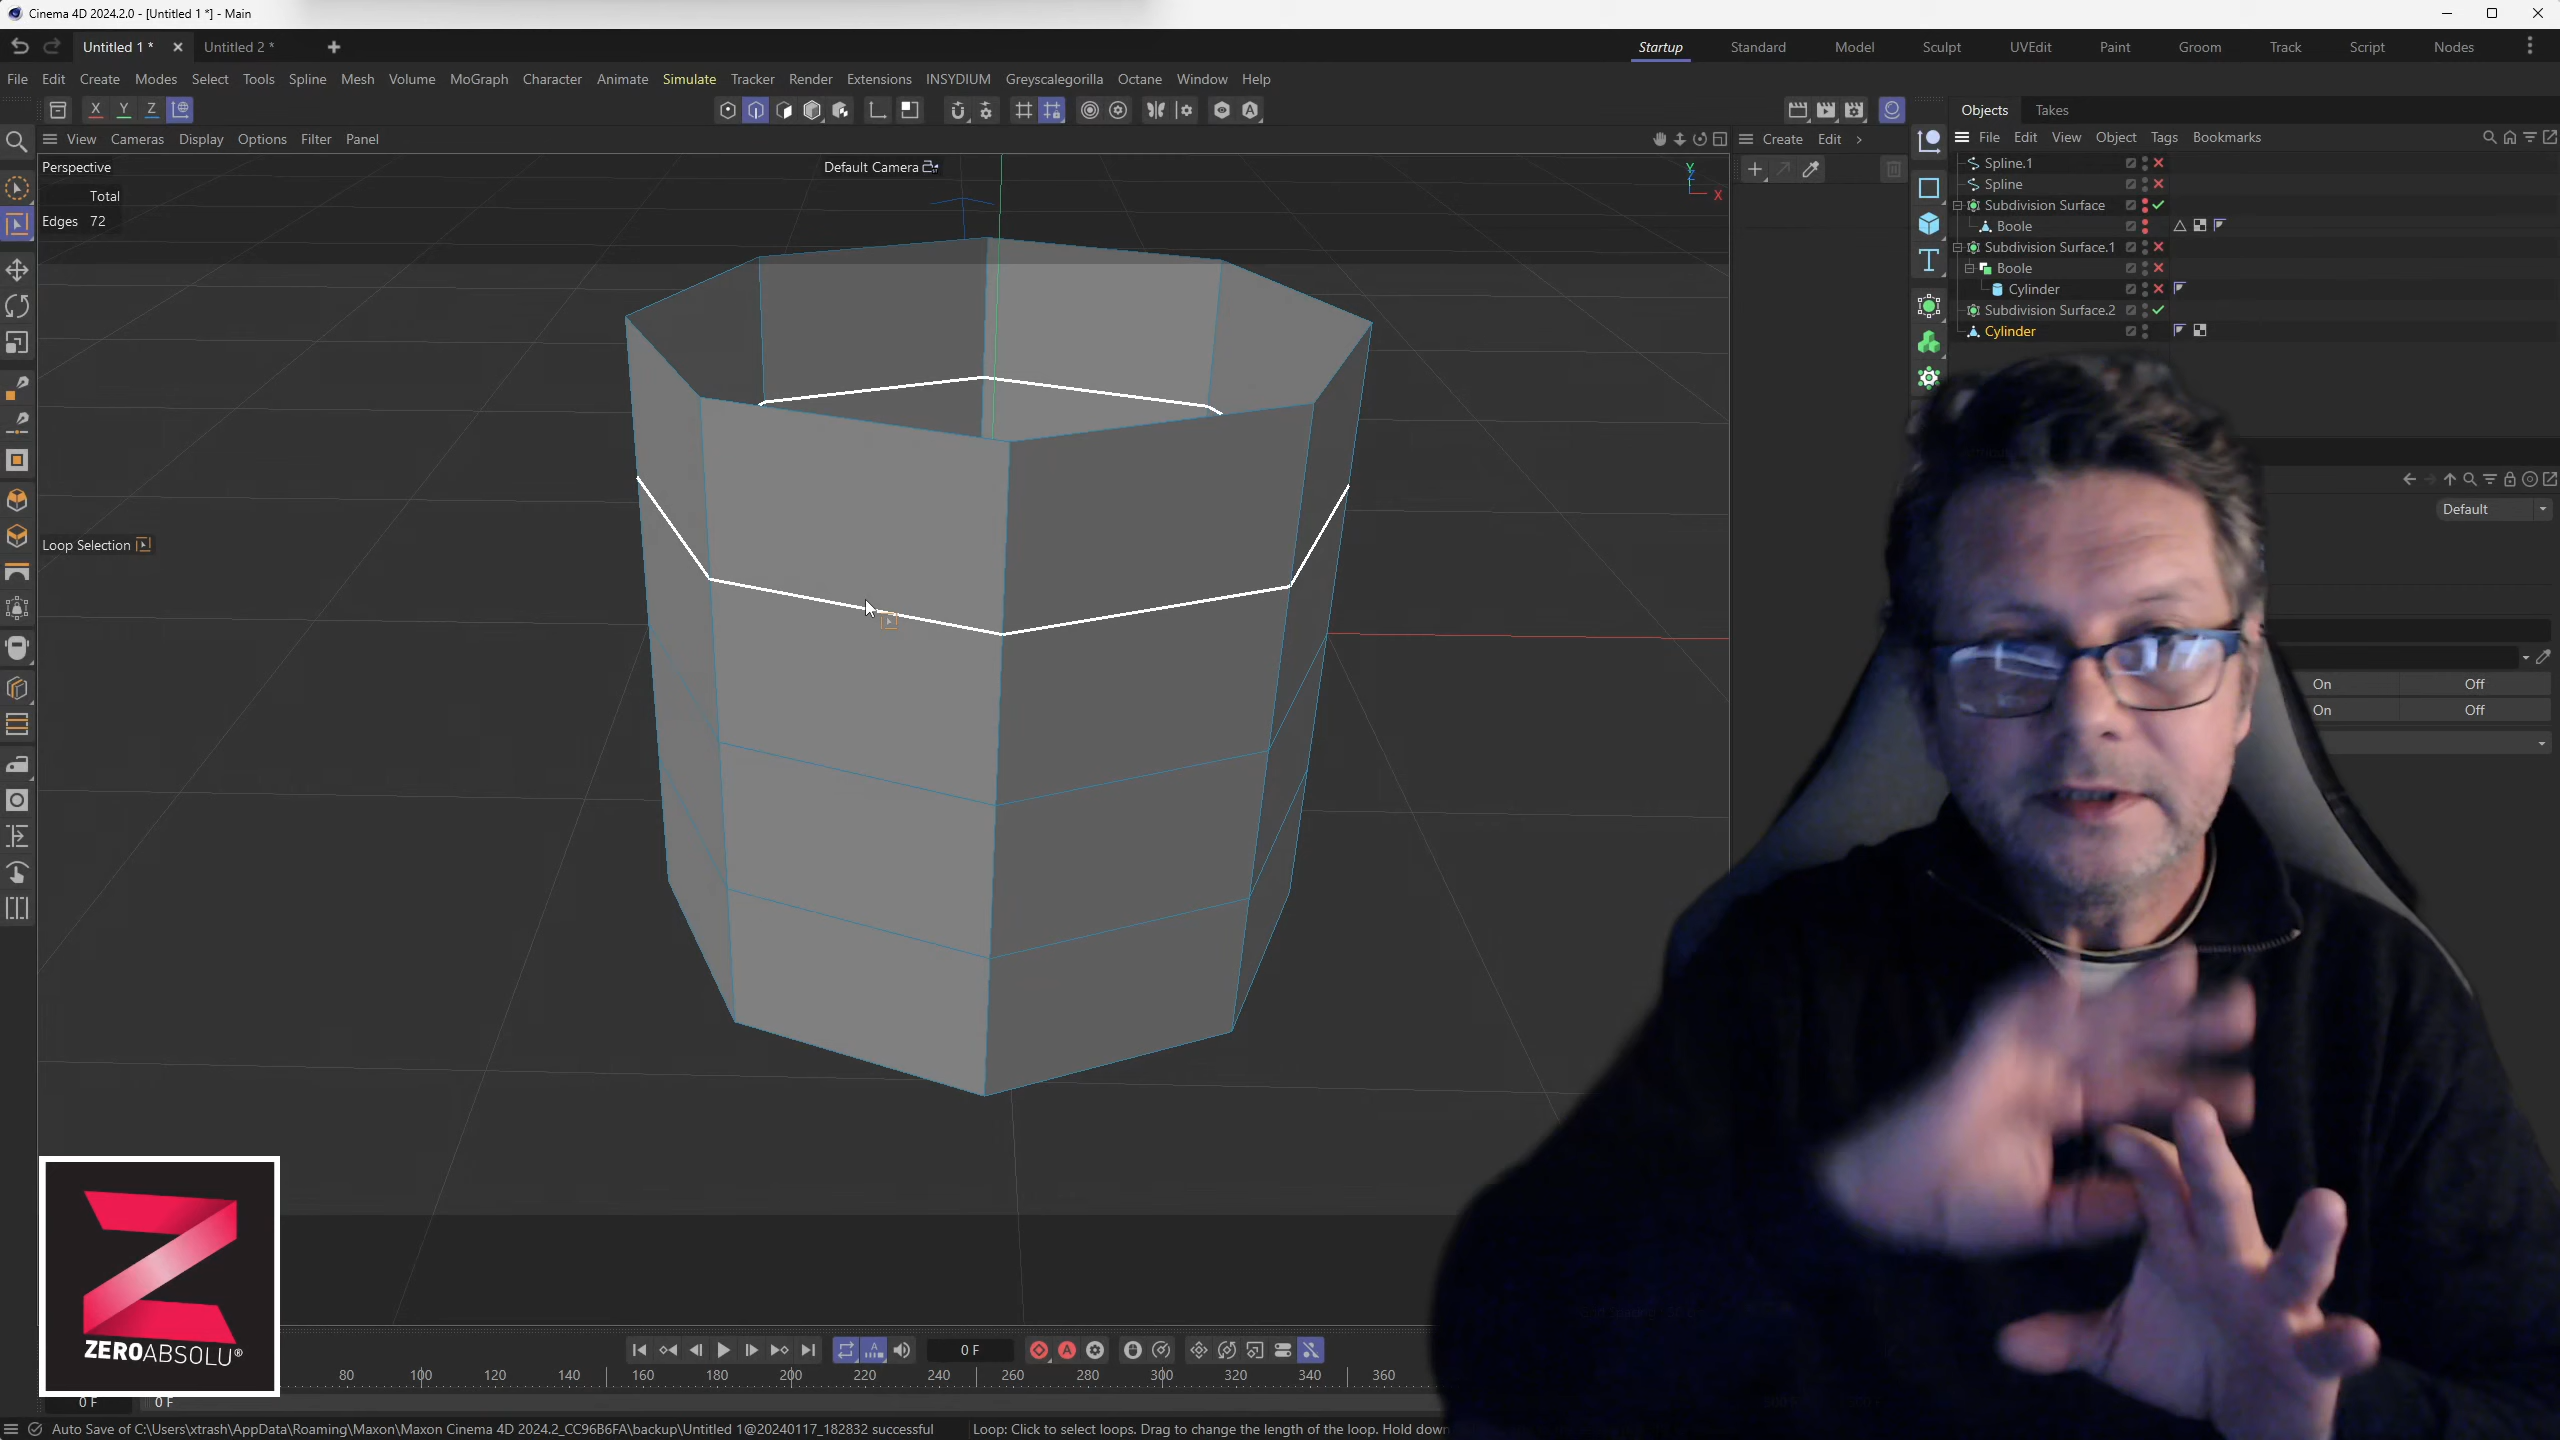 Cinema 4D 2024.2.0 - [Untitled 1 *] - Main
Untitled 1 *
Untitled 2 *
Startup
Standard
Model
Sculpt
UVEdit
Paint
Groom
Track
Script
Nodes
File Edit Create Modes Select Tools Spline Mesh Volume MoGraph Character Animate Simulate Tracker Render Extensions INSYDIUM Greyscalegorilla Octane Window Help
X Y Z
Objects Takes
View Cameras Display Options Filter Panel
Create Edit
File Edit View Object Tags Bookmarks
Perspective
Default Camera
Y
Z
X
Total
Edges 72
Spline.1
Spline
Subdivision Surface
Boole
Subdivision Surface.1
Boole
Cylinder
Subdivision Surface.2
Cylinder
Default
Loop Selection
On Off
On Off
ZEROABSOLU®
0 F
80 100 120 140 160 180 200 220 240 260 280 300 320 340 360
0 F 0 F
Auto Save of C:\Users\xtrash\AppData\Roaming\Maxon\Maxon Cinema 4D 2024.2_CC96B6FA\backup\Untitled 1@20240117_182832 successful
Loop: Click to select loops. Drag to change the length of the loop. Hold down